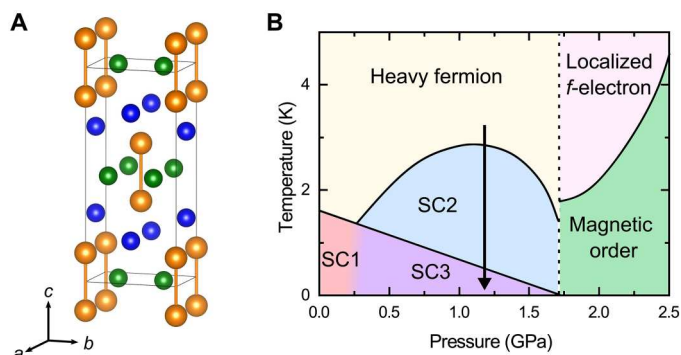 A
c
a
b
B
Temperature (K)
4
2
0
Heavy fermion
Localized
f-electron
SC2
SC1
SC3
Magnetic
order
0.0
0.5
1.0
1.5
2.0
2.5
Pressure (GPa)